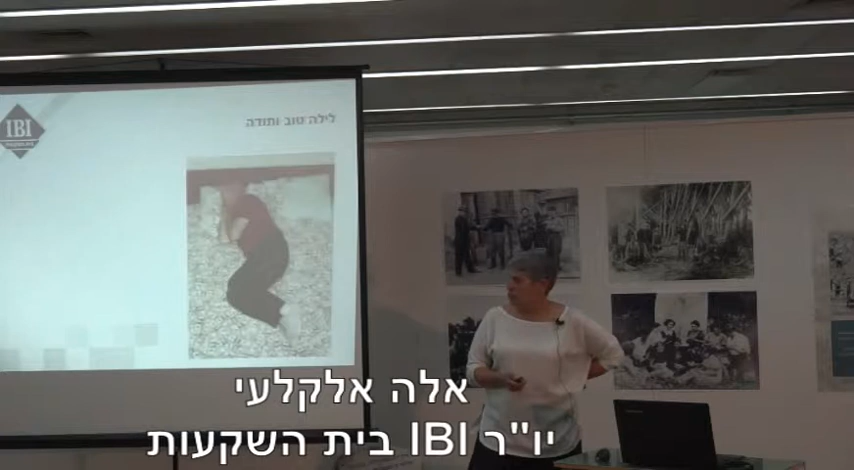 לילה טוב ותודה
IBI
אלה אלקלעי
יו"ר IBI בית השקעות